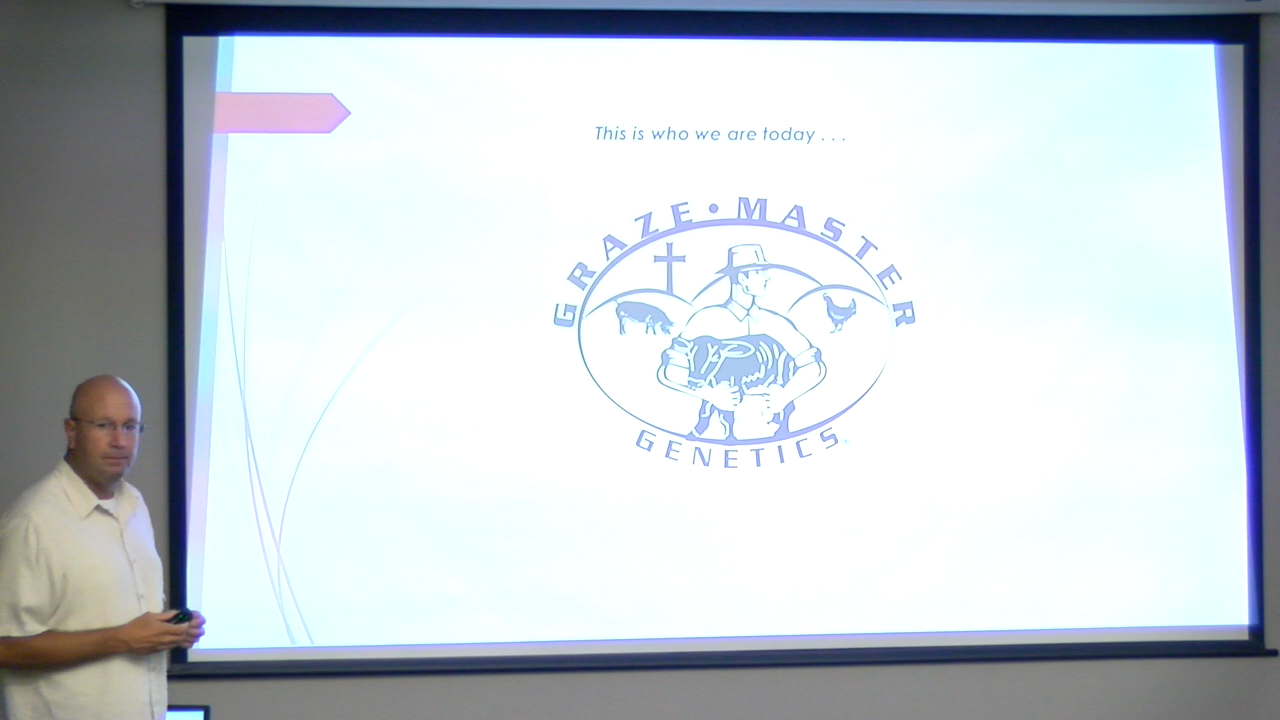 This is who we are today . . .
GRAZE • MASTER
GENETICS